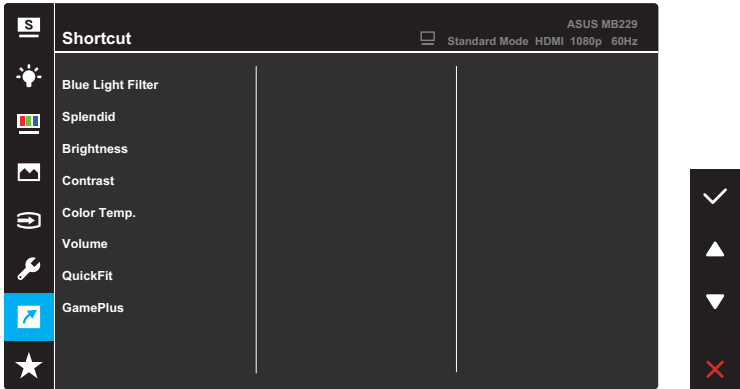 S
ASUS MB229
Shortcut
Standard Mode HDMI 1080p 60Hz
Blue Light Filter
Splendid
Brightness
Contrast
Color Temp.
Volume
QuickFit
GamePlus